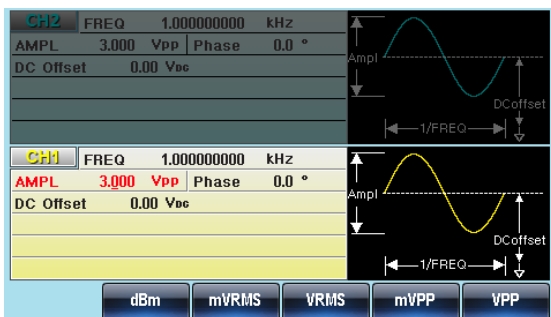 CH2 FREQ 1.000000000 kHz
AMPL 3.000 Vpp Phase 0.0 °
DC Offset 0.00 VDC
Ampl
DCoffset
1/FREQ
CH1 FREQ 1.000000000 kHz
AMPL 3.000 Vpp Phase 0.0 °
DC Offset 0.00 VDC
Ampl
DCoffset
1/FREQ
dBm mVRMS VRMS mVPP VPP